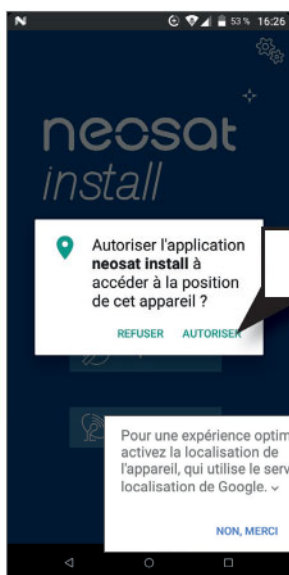 53 % 16:26
neosat
install
Autoriser l'application
neosat install à
accéder à la position
de cet appareil ?
REFUSER AUTORISER
Pour une expérience optim
activez la localisation de
l'appareil, qui utilise le serv
localisation de Google.
NON, MERCI